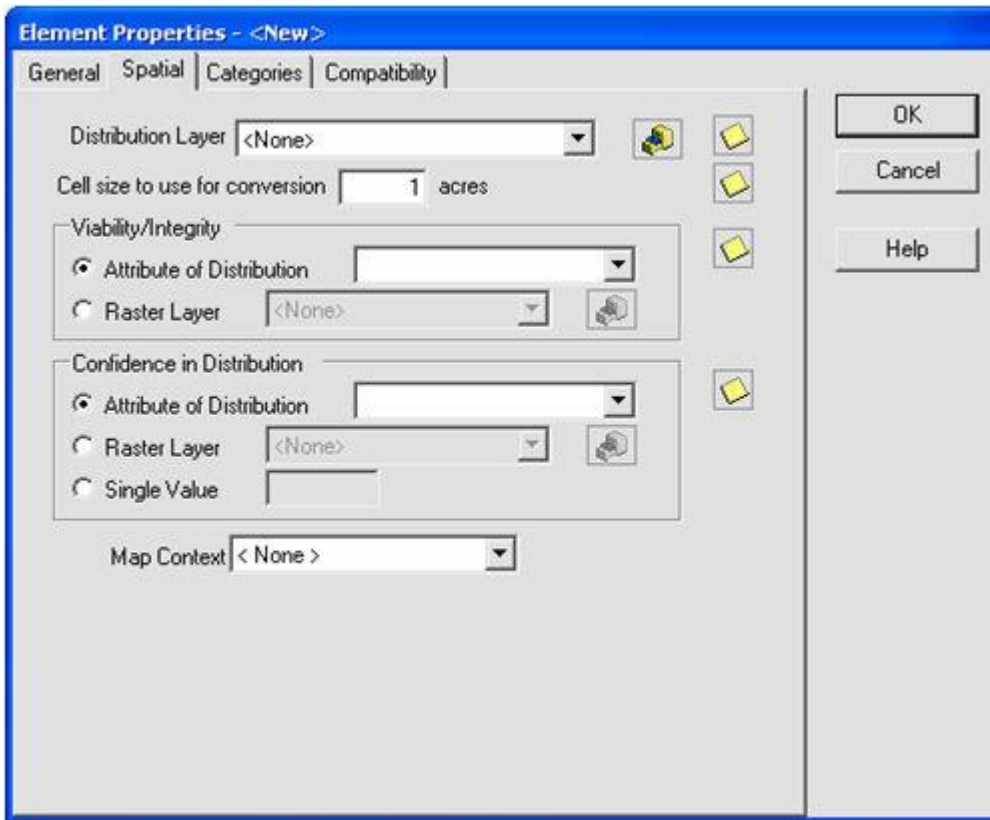 Element Properties - <New>
General Spatial Categories Compatibility
OK
Cancel
Help
Distribution Layer <None>
Cell size to use for conversion 1 acres
Viability/Integrity
Attribute of Distribution
Raster Layer <None>
Confidence in Distribution
Attribute of Distribution
Raster Layer <None>
Single Value
Map Context < None >